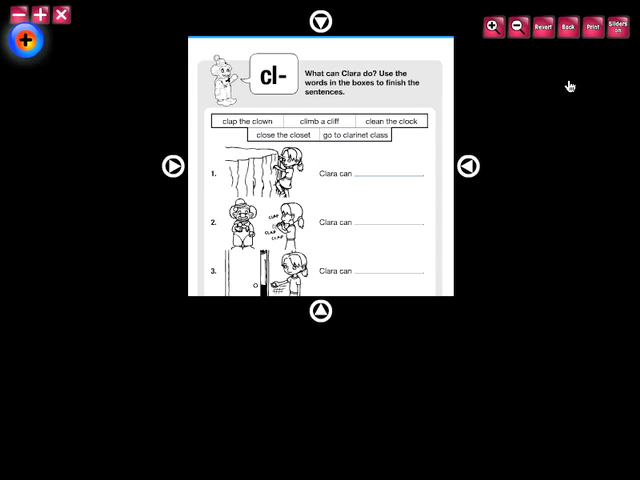 Revert Back Print Sliders on
cl-
What can Clara do? Use the
words in the boxes to finish the
sentences.
clap the clown climb a cliff clean the clock
close the closet go to clarinet class
1. Clara can
CLAP
2. Clara can
CLAP
CLAP
3. Clara can